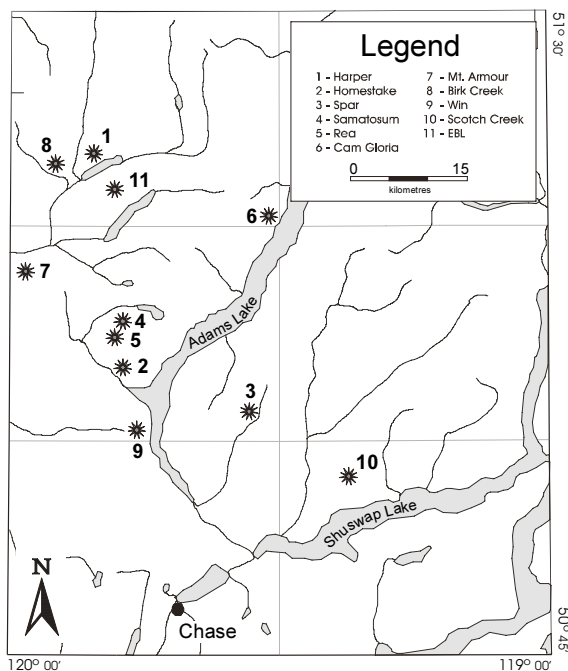 51° 30'
Legend
1 - Harper
2 - Homestake
3 - Spar
4 - Samatosum
5 - Rea
6 - Cam Gloria
7 - Mt. Armour
8 - Birk Creek
9 - Win
10 - Scotch Creek
11 - EBL
0 15
kilometres
1
8
11
6
7
4
5
2
3
9
10
Adams Lake
Shuswap Lake
N
Chase
50° 45'
120° 00' 119° 00'